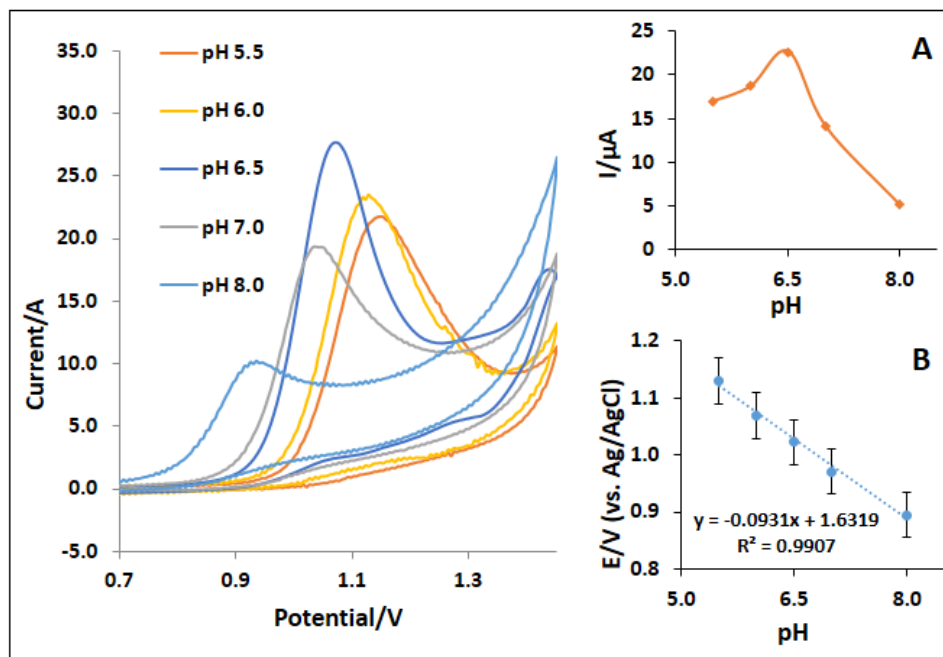 35.0
30.0
25.0
20.0
15.0
10.0
5.0
0.0
-5.0
Current/A
0.7
0.9
1.1
1.3
Potential/V
pH 5.5
pH 6.0
pH 6.5
pH 7.0
pH 8.0
A
25
20
15
10
5
0
I/µA
5.0
6.5
8.0
pH
B
1.2
1.1
1.0
0.9
0.8
E/V (vs. Ag/AgCl)
y = -0.0931x + 1.6319
R² = 0.9907
5.0
6.5
8.0
pH